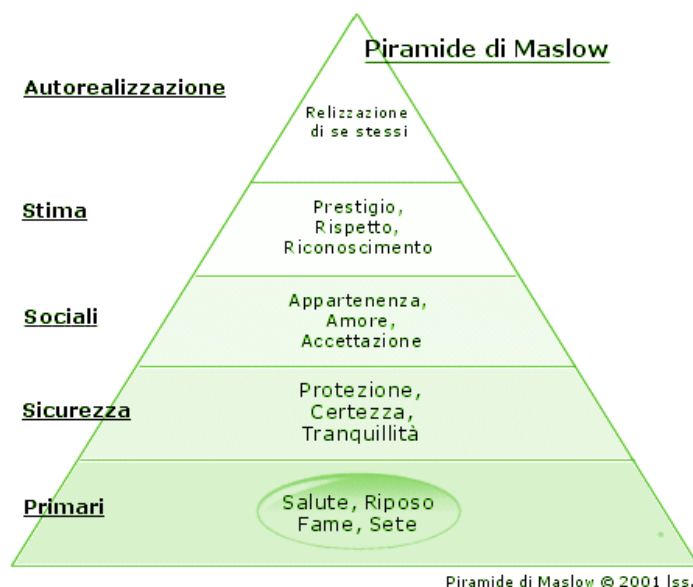 Piramide di Maslow
Autorealizzazione
Relizzazione
di se stessi
Stima
Prestigio,
Rispetto,
Riconoscimento
Sociali
Appartenenza,
Amore,
Accettazione
Sicurezza
Protezione,
Certezza,
Tranquillità
Primari
Salute, Riposo
Fame, Sete
Piramide di Maslow © 2001 lss.